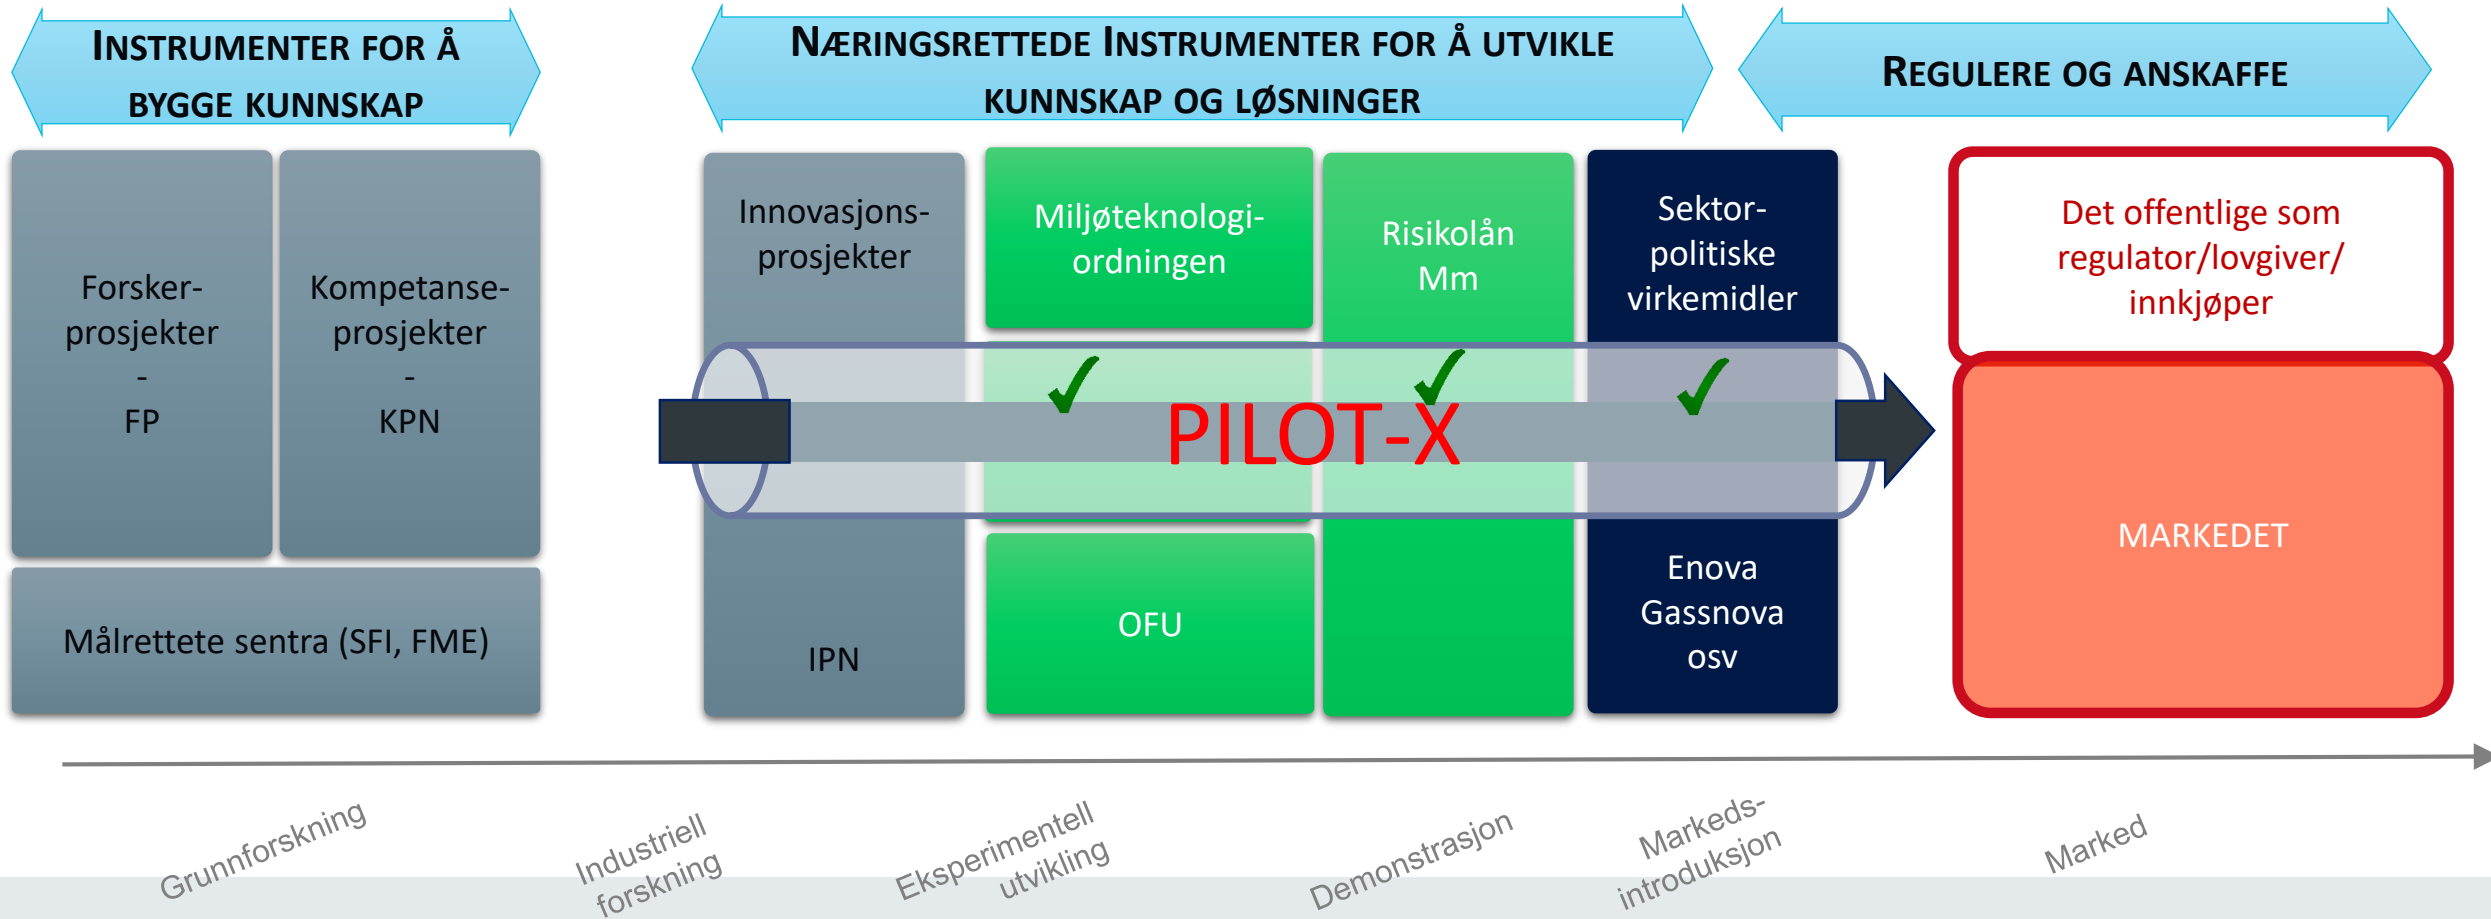 INSTRUMENTER FOR Å
BYGGE KUNNSKAP
NÆRINGSRETTEDE INSTRUMENTER FOR Å UTVIKLE
KUNNSKAP OG LØSNINGER
REGULERE OG ANSKAFFE
Forsker-
prosjekter
-
FP
Kompetanse-
prosjekter
-
KPN
Målrettete sentra (SFI, FME)
Innovasjons-
prosjekter
IPN
Miljøteknologi-
ordningen
OFU
Risikolån
Mm
Sektor-
politiske
virkemidler
Enova
Gassnova
osv
PILOT-X
Det offentlige som
regulator/lovgiver/
innkjøper
MARKEDET
Grunnforskning
Industriell
forskning
Eksperimentell
utvikling
Demonstrasjon
Markeds-
introduksjon
Marked